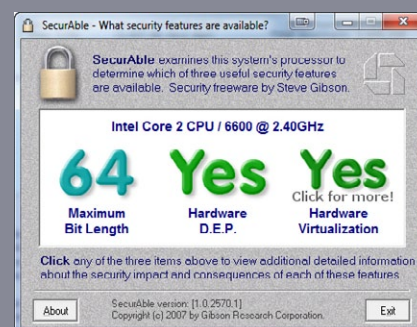 SecurAble - What security features are available?
SecurAble examines this system's processor to
determine which of three useful security features
are available. Security freeware by Steve Gibson.
Intel Core 2 CPU / 6600 @ 2.40GHz
64 Yes Yes
Click for more!
Maximum Hardware Hardware
Bit Length D.E.P. Virtualization
Click any of the three items above to view additional detailed information
about the security impact and consequences of each of these features
About
SecurAble version: [1.0.2570.1]
Copyright (c) 2007 by Gibson Research Corporation.
Exit